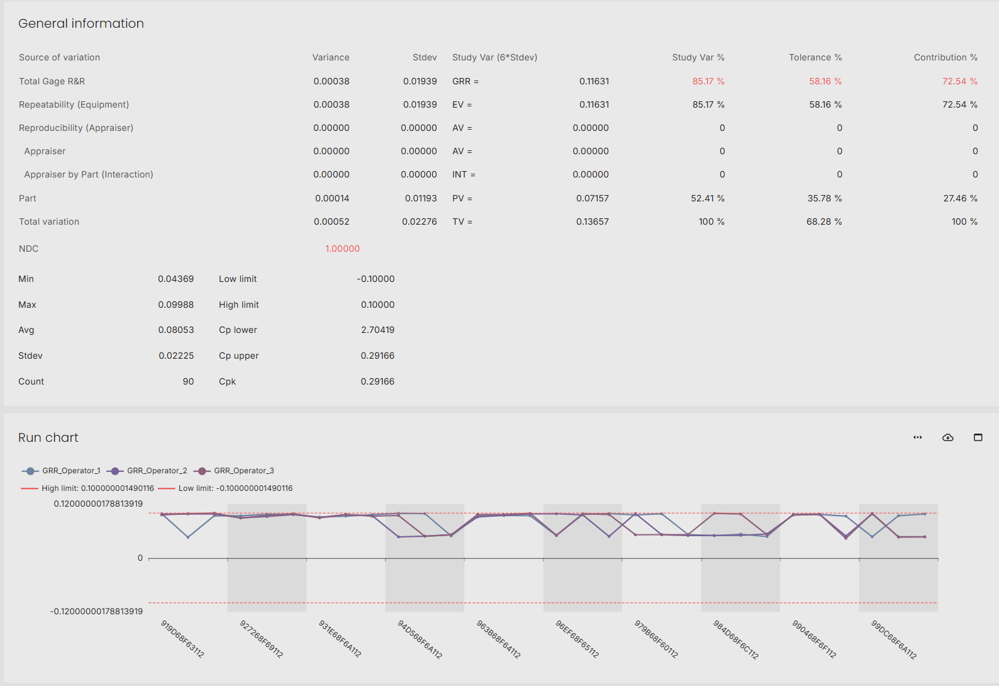 General information
Source of variation Variance Stdev Study Var (6*Stdev) Study Var % Tolerance % Contribution %
Total Gage R&R 0.00038 0.01939 GRR = 0.11631 85.17 % 58.16 % 72.54 %
Repeatability (Equipment) 0.00038 0.01939 EV = 0.11631 85.17 % 58.16 % 72.54 %
Reproducibility (Appraiser) 0.00000 0.00000 AV = 0.00000 0 0 0
Appraiser 0.00000 0.00000 AV = 0.00000 0 0 0
Appraiser by Part (Interaction) 0.00000 0.00000 INT = 0.00000 0 0 0
Part 0.00014 0.01193 PV = 0.07157 52.41 % 35.78 % 27.46 %
Total variation 0.00052 0.02276 TV = 0.13657 100 % 68.28 % 100 %
NDC 1.00000
Min 0.04369 Low limit -0.10000
Max 0.09988 High limit 0.10000
Avg 0.08053 Cp lower 2.70419
Stdev 0.02225 Cp upper 0.29166
Count 90 Cpk 0.29166
Run chart
GRR_Operator_1 GRR_Operator_2 GRR_Operator_3
High limit: 0.100000001490116 Low limit: -0.100000001490116
0.12000000178813919
0
-0.12000000178813919
919D68F63112 927268F69112 931E68F6A112 94D568F6A112 963B68F64112 96EF68F65112 979B68F60112 984D68F6C112 990468F6F112 99DC68F6A112